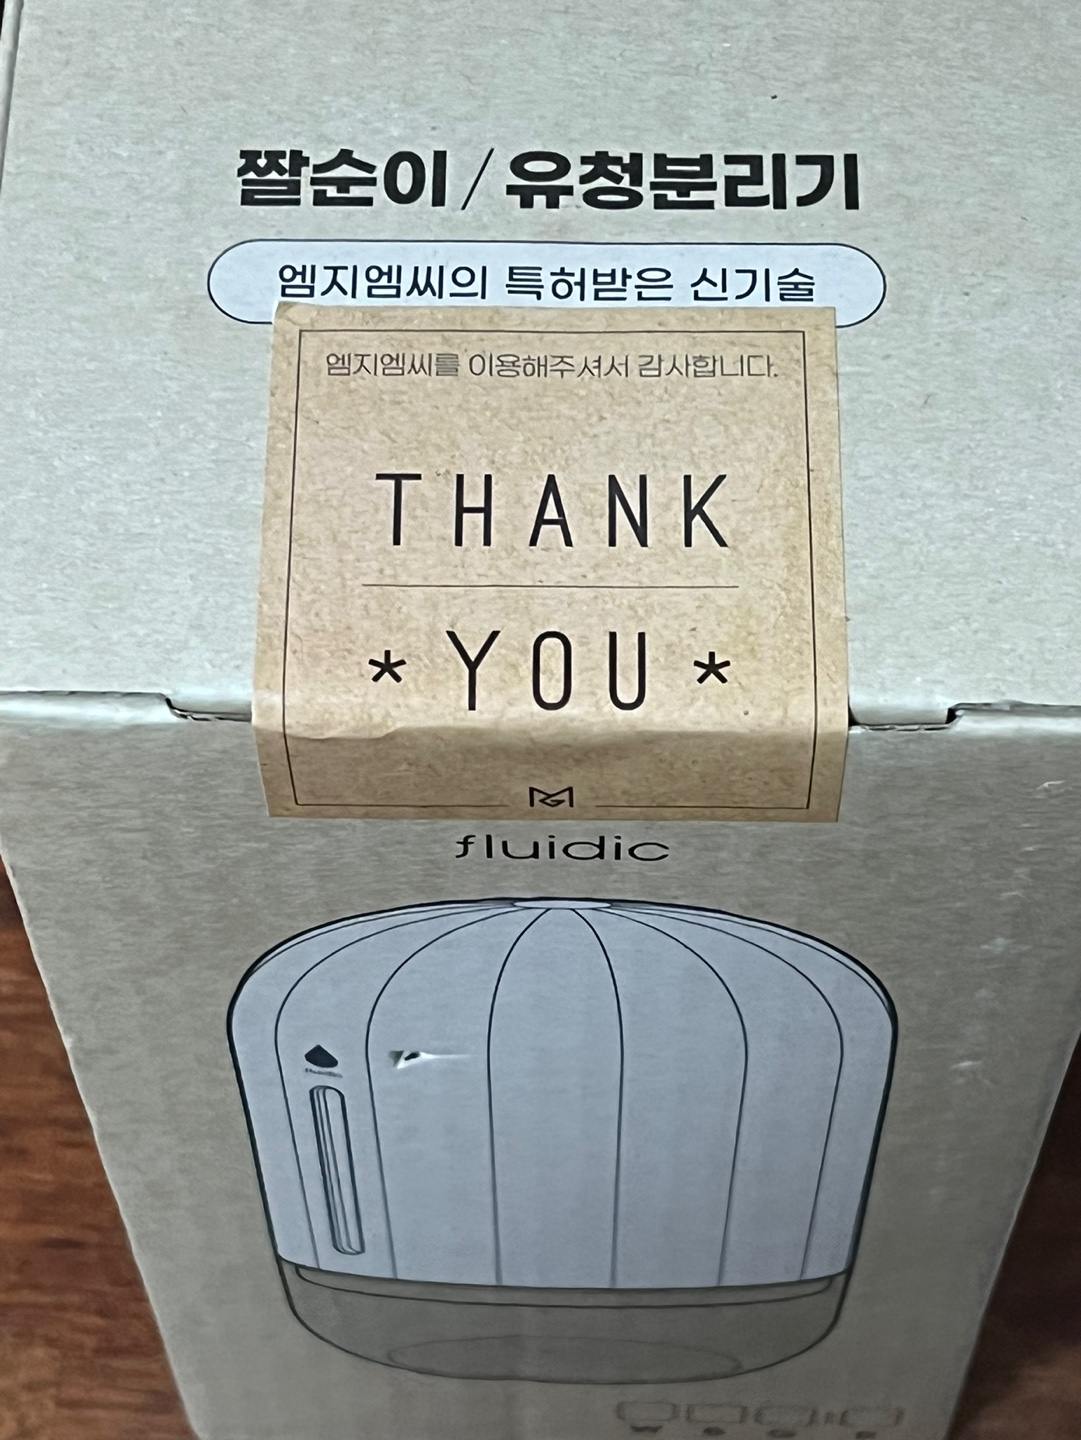 짤순이/유청분리기
엠지엠씨의 특허받은 신기술
엠지엠씨를 이용해주셔서 감사합니다.
THANK
*YOU*
fluidic